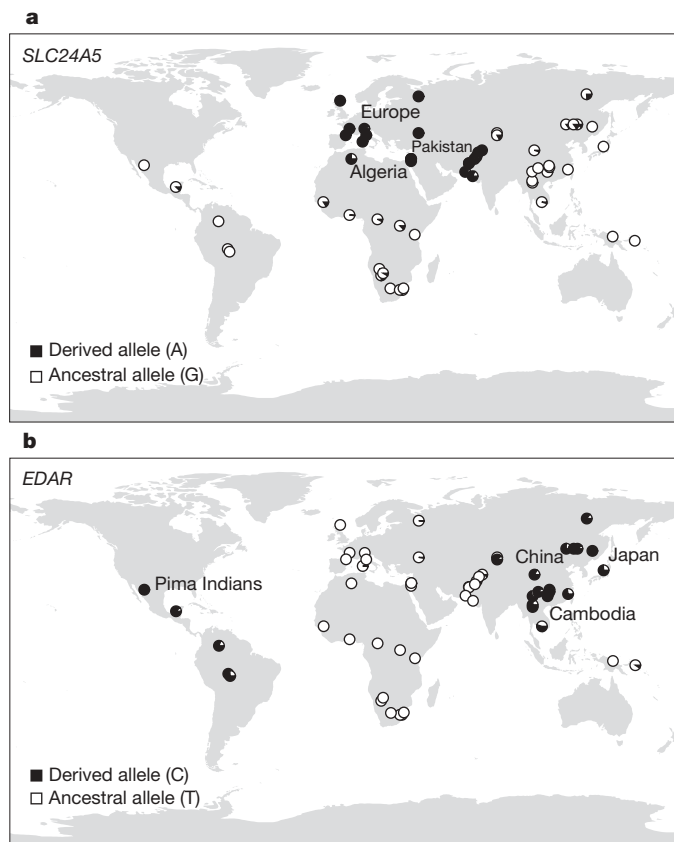 a
SLC24A5
Europe
Pakistan
Algeria
Derived allele (A)
Ancestral allele (G)
b
EDAR
China
Japan
Pima Indians
Cambodia
Derived allele (C)
Ancestral allele (T)